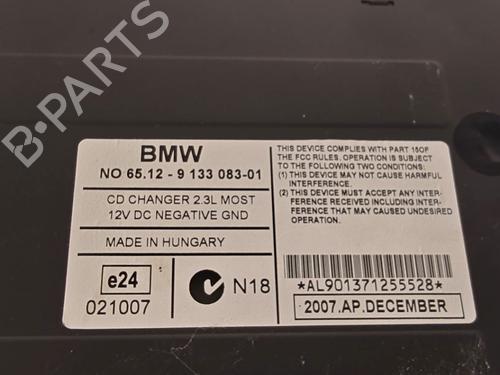 B-PARTS
BMW
NO 65.12 - 9 133 083-01
CD CHANGER 2.3L MOST
12V DC NEGATIVE GND
MADE IN HUNGARY
e24
021007
N18
THIS DEVICE COMPLIES WITH PART 15OF
THE FCC RULES. OPERATION IS SUBJECT
TO THE FOLLOWING TWO CONDITIONS:
(1) THIS DEVICE MAY NOT CAUSE HARMFUL
INTERFERENCE, AND
(2) THIS DEVICE MUST ACCEPT ANY INTERFERENCE RECEIVED INCLUDING INTER-
FERENCE THAT MAY CAUSE UNDESIRED
OPERATION.
*AL901371255528*
2007.AP.DECEMBER